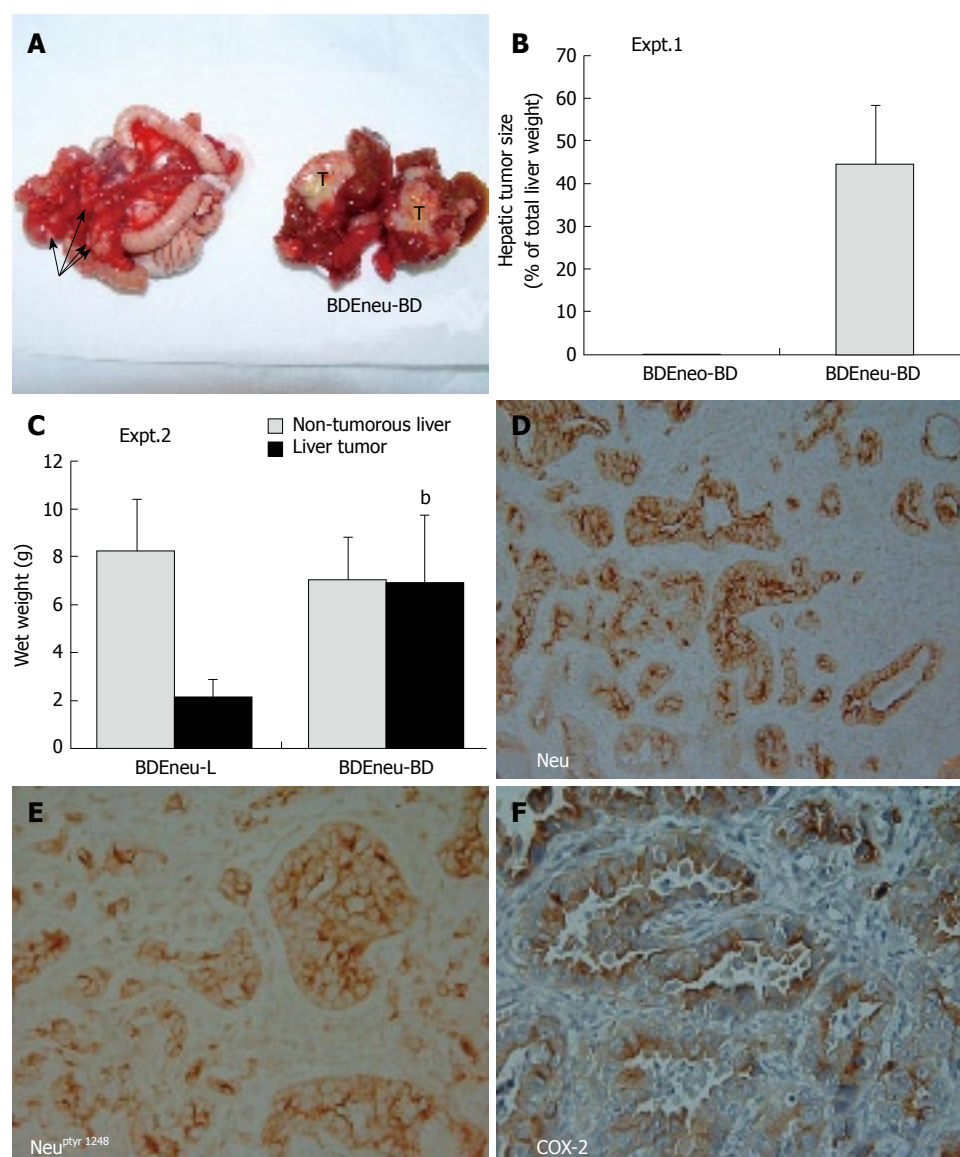 A
T
T
BDEneu-BD
B
Expt.1
Hepatic tumor size
(% of total liver weight)
70
60
50
40
30
20
10
0
BDEneo-BD
BDEneu-BD
C
Expt.2
Non-tumorous liver
Liver tumor
Wet weight (g)
12
10
8
6
4
2
0
b
BDEneu-L
BDEneu-BD
D
Neu
E
Neu^ptyr 1248
F
COX-2